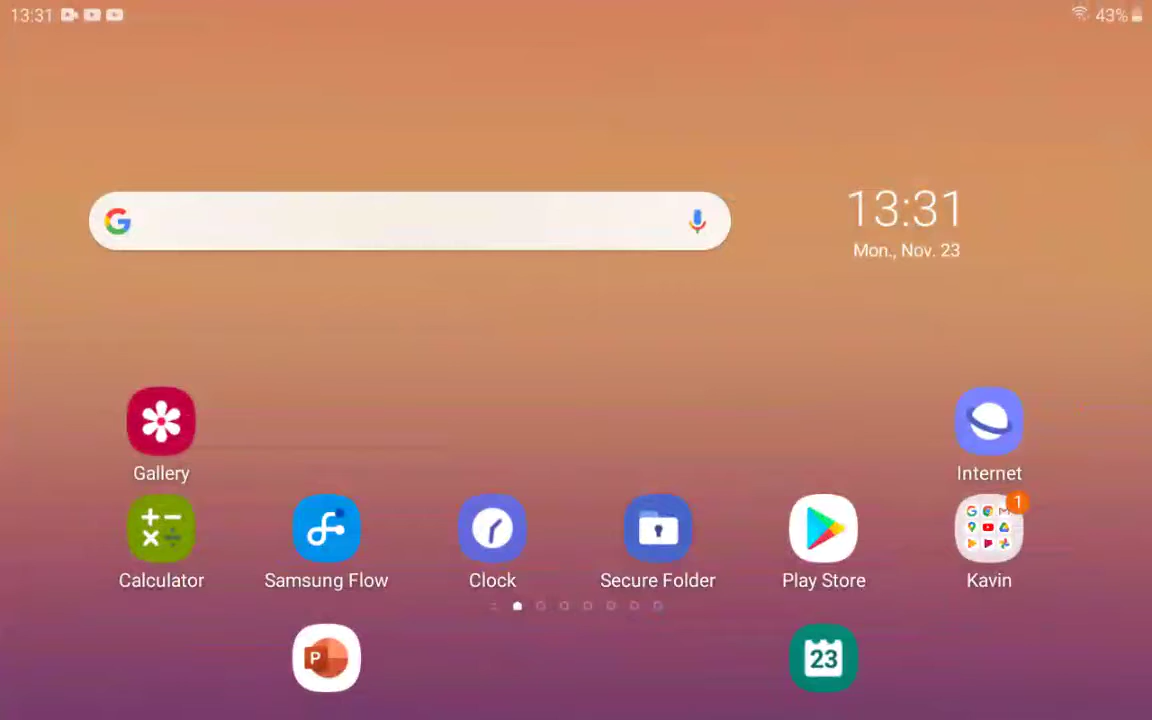 13:31
43%
13:31
Mon., Nov. 23
Gallery
Internet
1
Calculator
Samsung Flow
Clock
Secure Folder
Play Store
Kavin
P
23